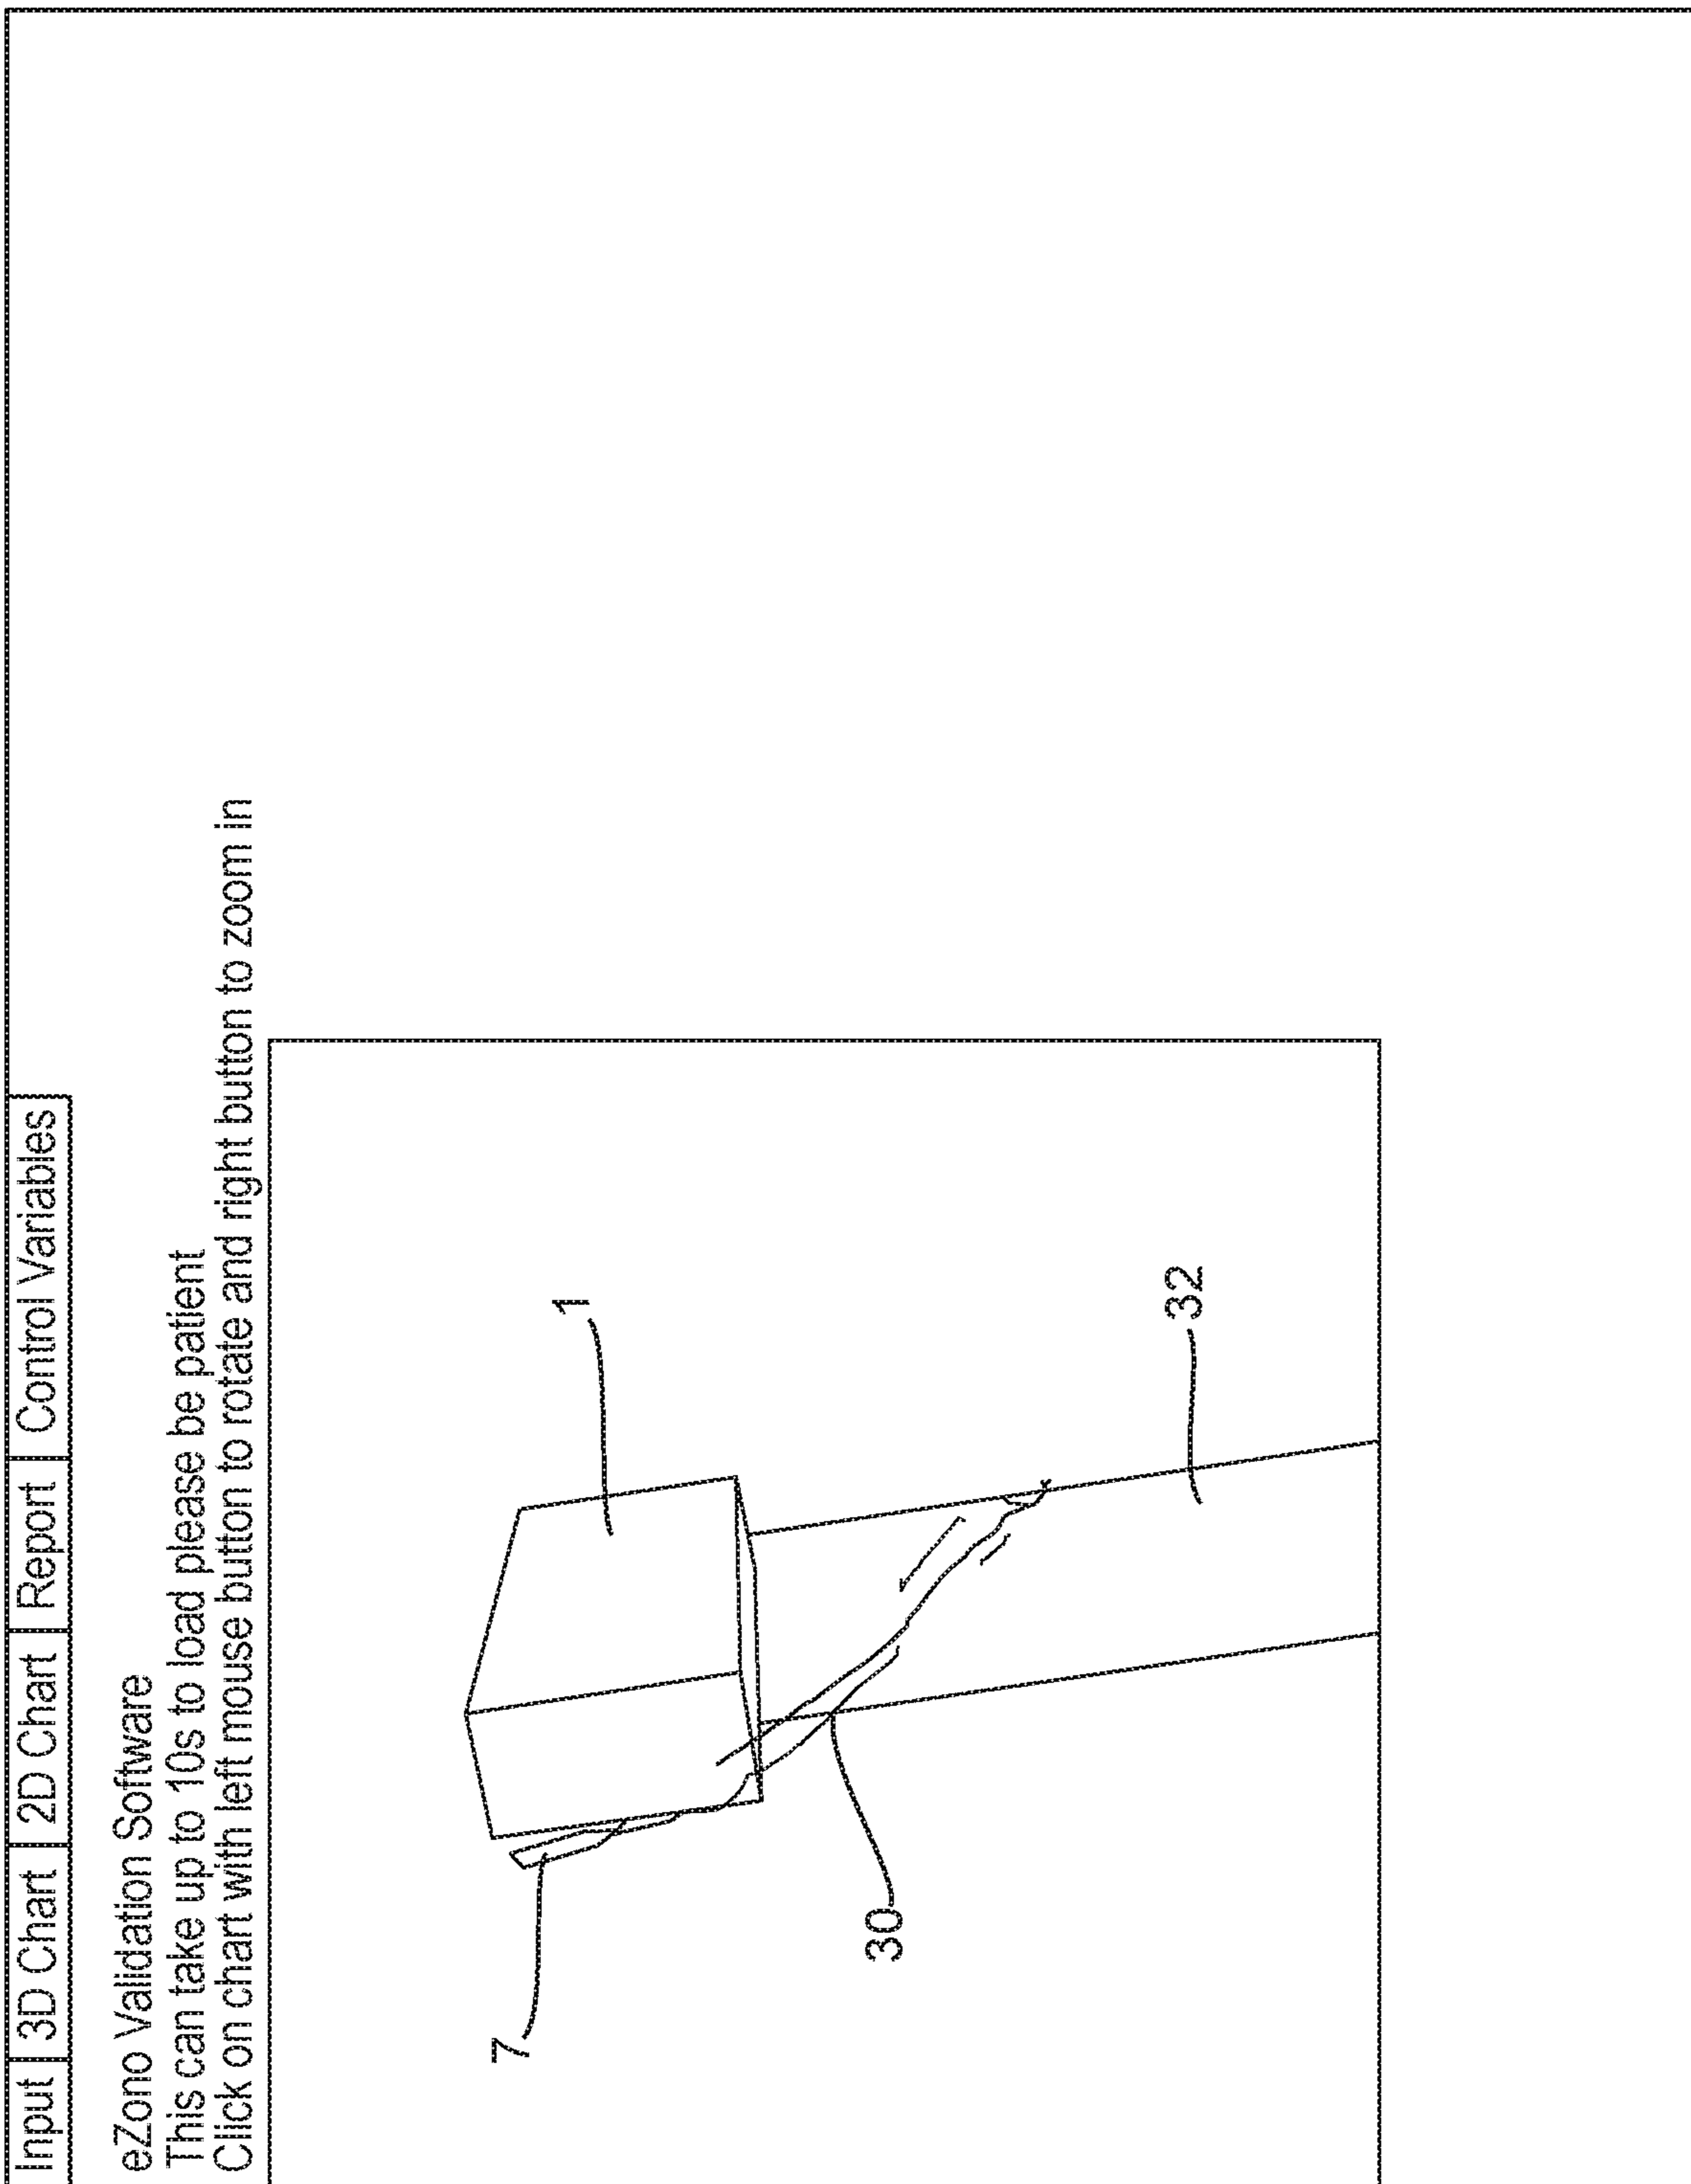 Input 3D Chart 2D Chart Report Control Variables
eZono Validation Software
This can take up to 10s to load please be patient
Click on chart with left mouse button to rotate and right button to zoom in
1
7
30
32